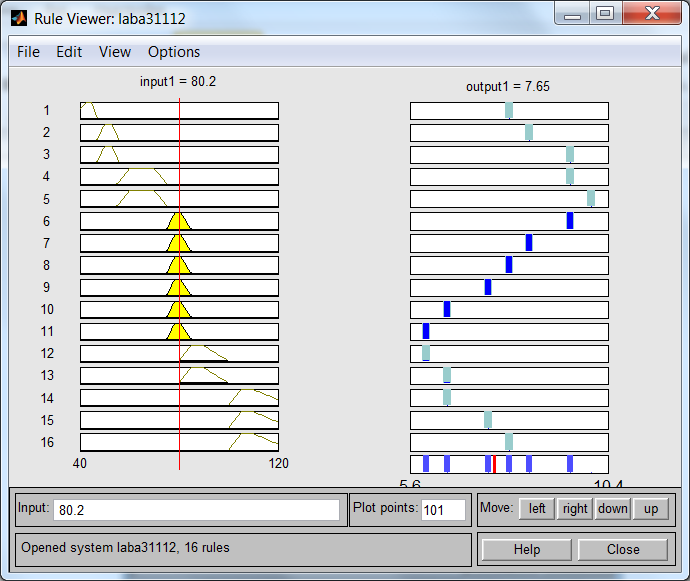 Rule Viewer: laba31112
File Edit View Options
input1 = 80.2 output1 = 7.65
1
2
3
4
5
6
7
8
9
10
11
12
13
14
15
16
40 120 5.6 10.4
Input: 80.2 Plot points: 101 Move: left right down up
Opened system laba31112, 16 rules Help Close